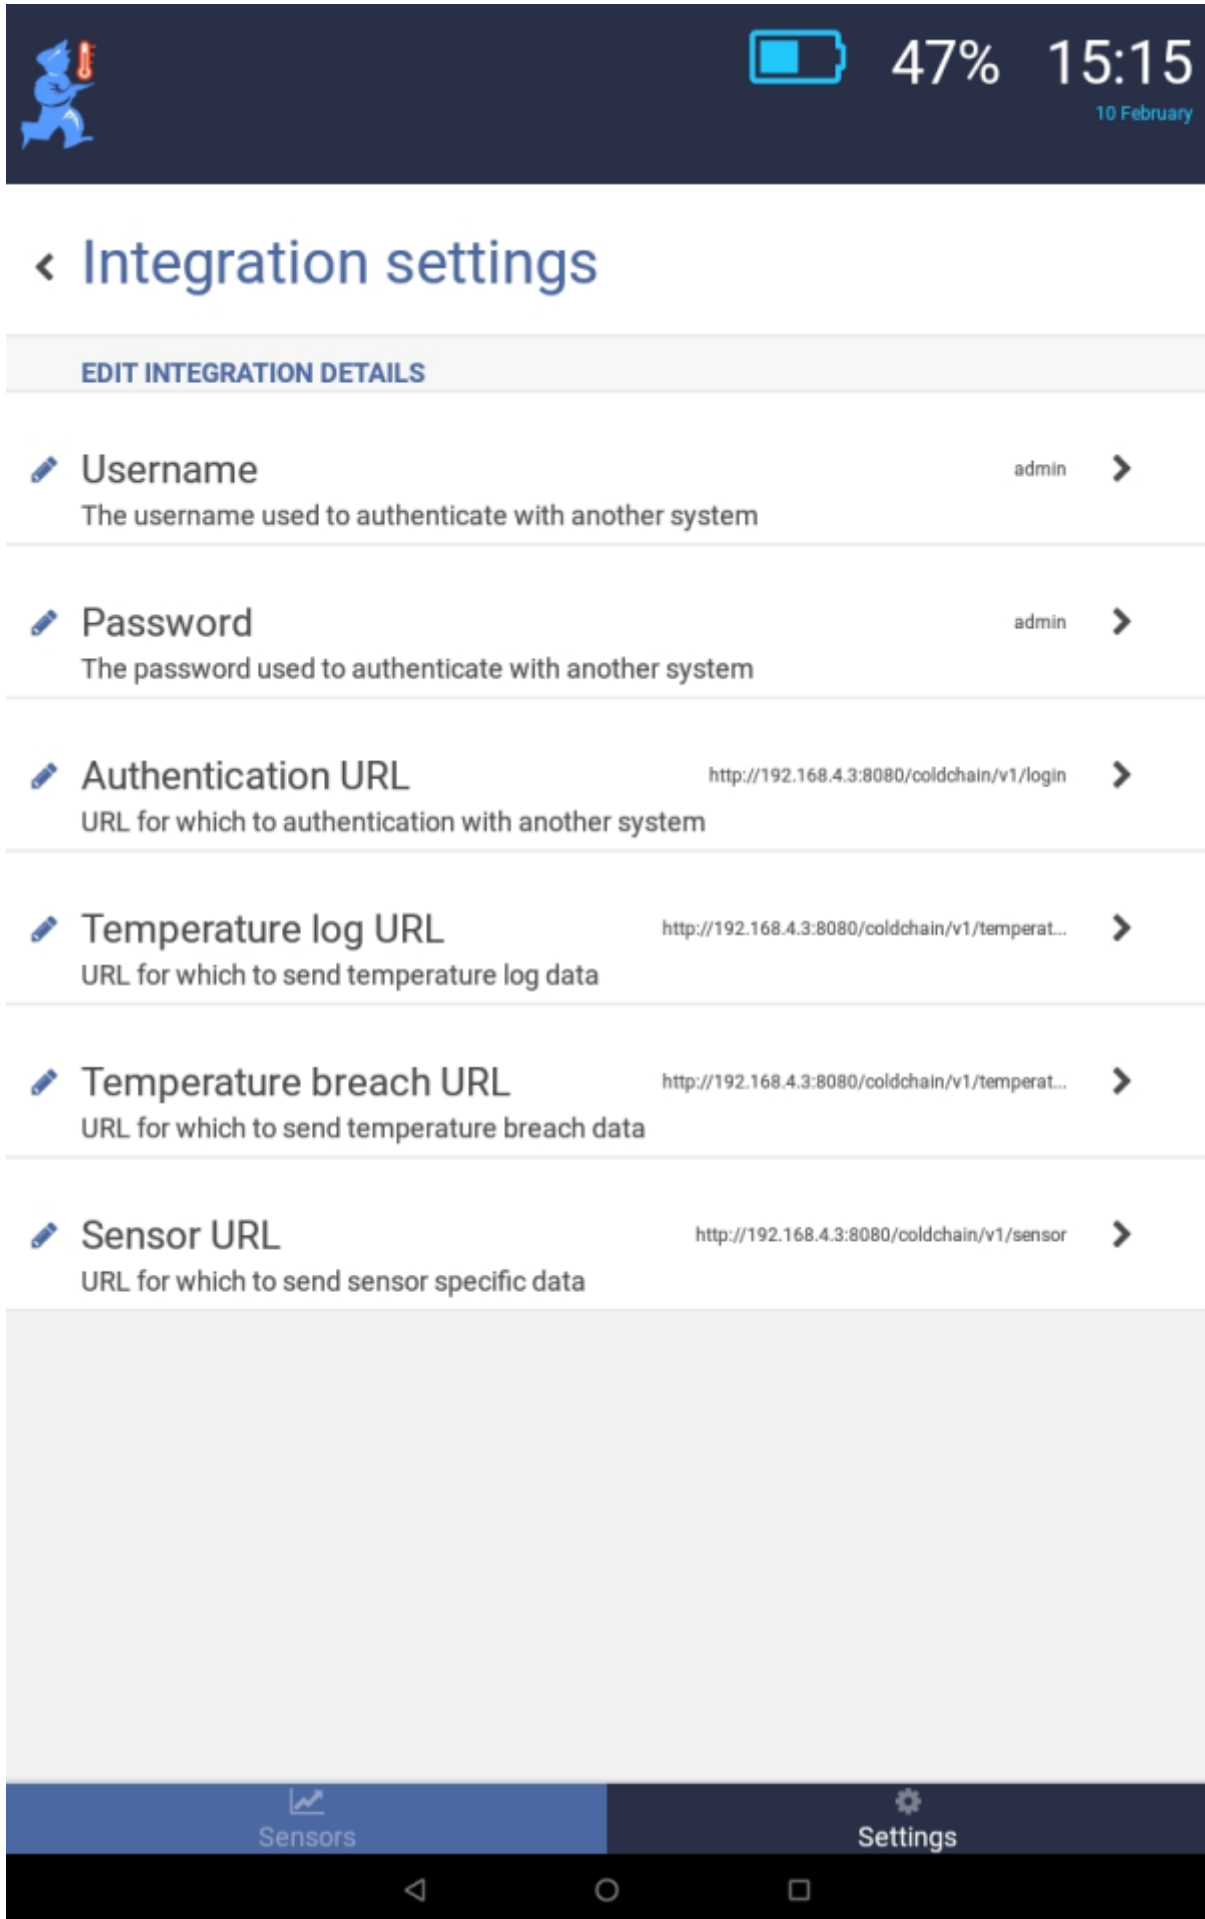 47% 15:15
10 February
Integration settings
EDIT INTEGRATION DETAILS
Username admin
The username used to authenticate with another system
Password admin
The password used to authenticate with another system
Authentication URL http://192.168.4.3:8080/coldchain/v1/login
URL for which to authentication with another system
Temperature log URL http://192.168.4.3:8080/coldchain/v1/temperat...
URL for which to send temperature log data
Temperature breach URL http://192.168.4.3:8080/coldchain/v1/temperat...
URL for which to send temperature breach data
Sensor URL http://192.168.4.3:8080/coldchain/v1/sensor
URL for which to send sensor specific data
Sensors Settings